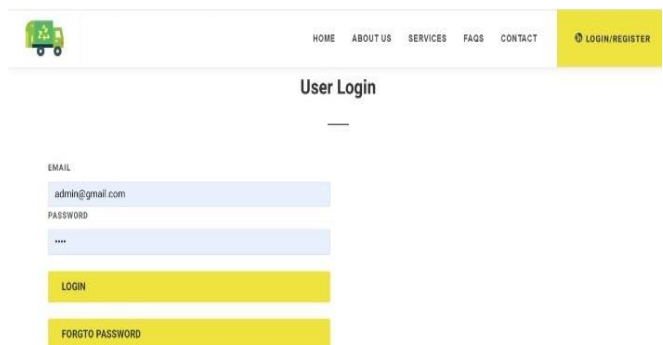 HOME ABOUT US SERVICES FAQS CONTACT LOGIN/REGISTER
User Login
EMAIL
admin@gmail.com
PASSWORD
••••
LOGIN
FORGTO PASSWORD